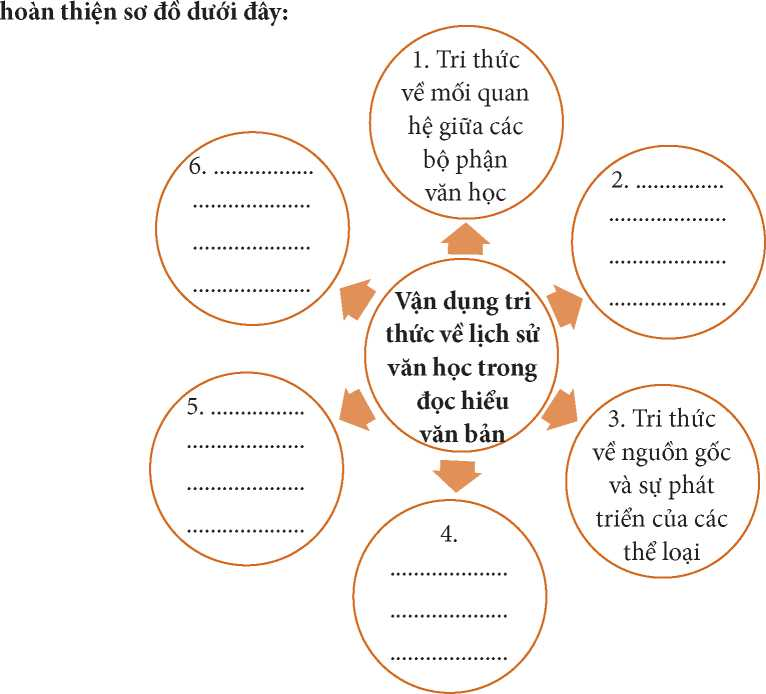 hoàn thiện sơ đồ dưới đây:
1. Tri thức
về mối quan
hệ giữa các
bộ phận
văn học
2. ...............
....................
....................
....................
3. Tri thức
về nguồn gốc
và sự phát
triển của các
thể loại
4.
....................
....................
....................
5. ................
....................
....................
....................
6. .................
....................
....................
....................
Vận dụng tri
thức về lịch sử
văn học trong
đọc hiểu
văn bản